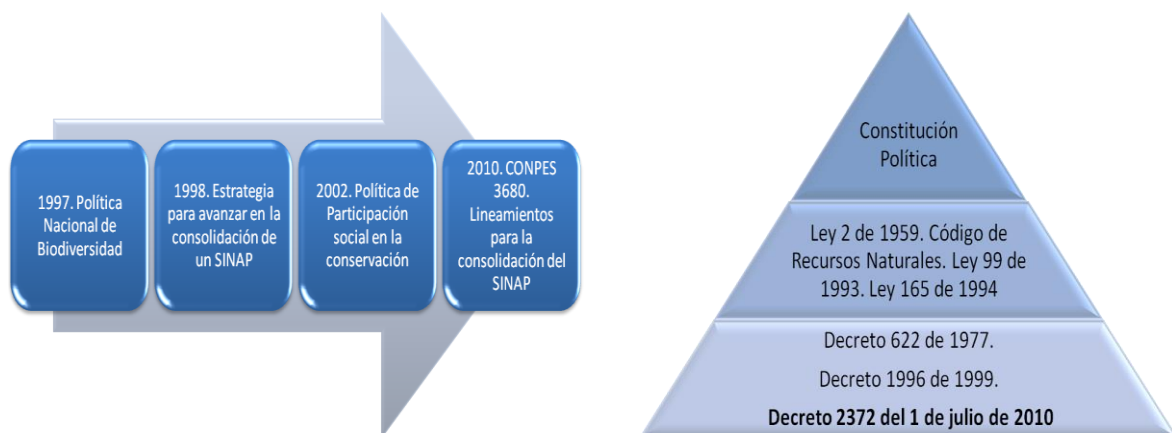 1997. Política
Nacional de
Biodiversidad
1998. Estrategia
para avanzar en la
consolidación de
un SINAP
2002. Política de
Participación
social en la
conservación
2010. CONPES
3680.
Lineamientos
para la
consolidación del
SINAP
Constitución
Política
Ley 2 de 1959. Código de
Recursos Naturales. Ley 99 de
1993. Ley 165 de 1994
Decreto 622 de 1977.
Decreto 1996 de 1999.
Decreto 2372 del 1 de julio de 2010